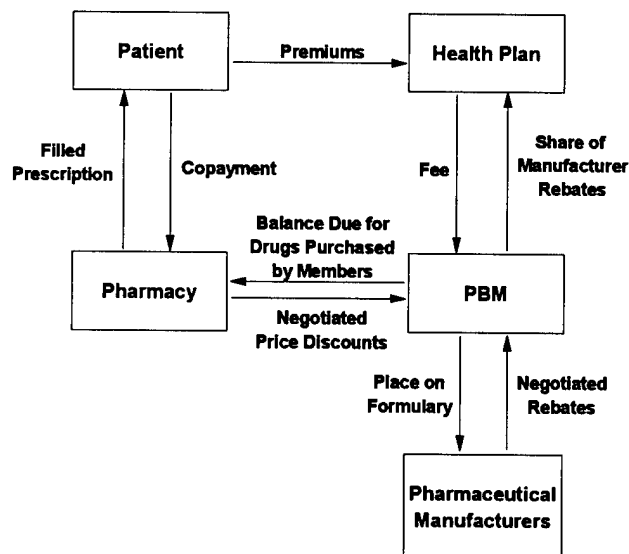 Patient
Premiums
Health Plan
Filled
Prescription
Copayment
Fee
Share of
Manufacturer
Rebates
Balance Due for
Drugs Purchased
by Members
Pharmacy
PBM
Negotiated
Price Discounts
Place on
Formulary
Negotiated
Rebates
Pharmaceutical
Manufacturers